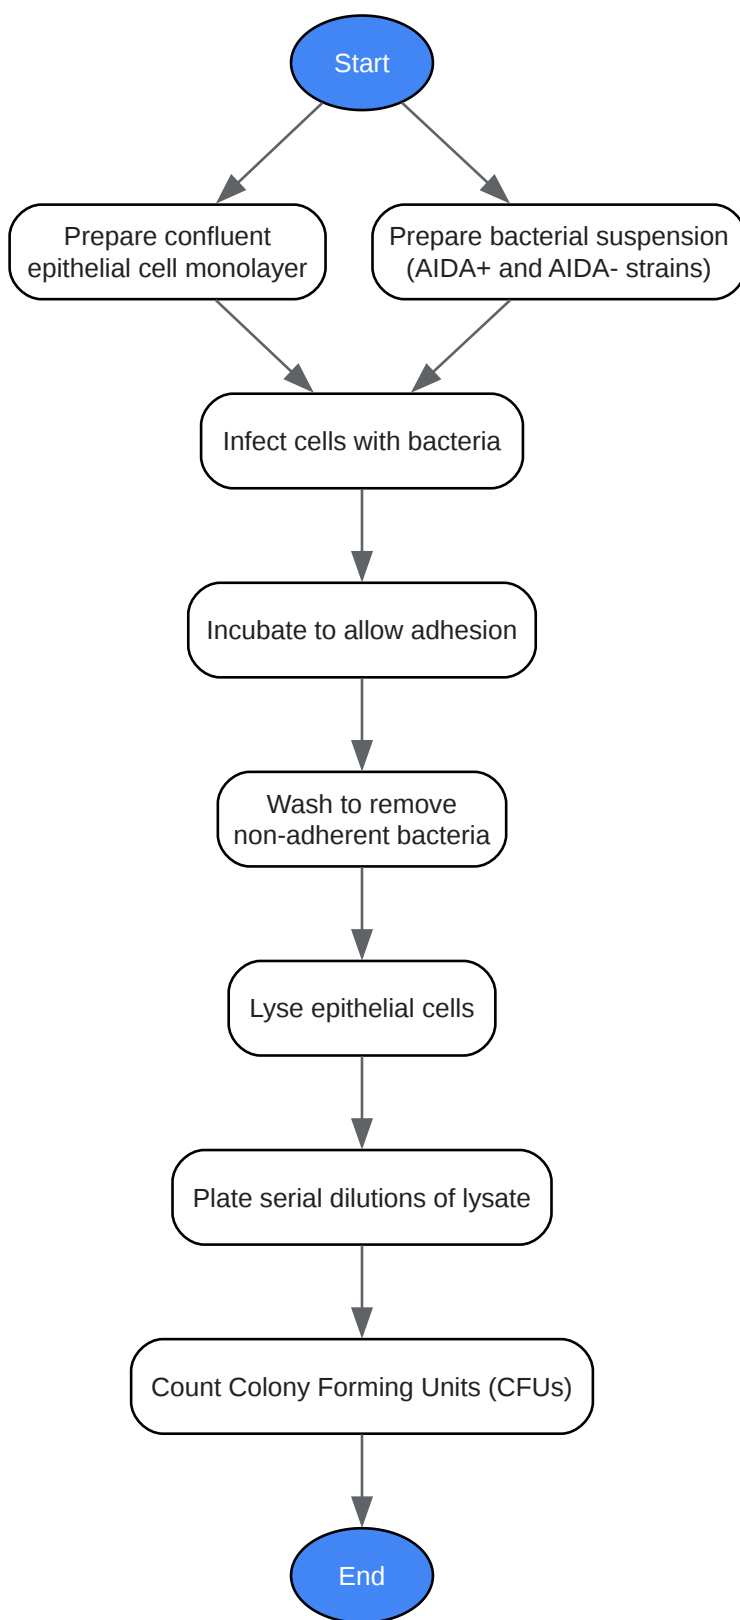 Start
Prepare confluent
epithelial cell monolayer
Prepare bacterial suspension
(AIDA+ and AIDA- strains)
Infect cells with bacteria
Incubate to allow adhesion
Wash to remove
non-adherent bacteria
Lyse epithelial cells
Plate serial dilutions of lysate
Count Colony Forming Units (CFUs)
End